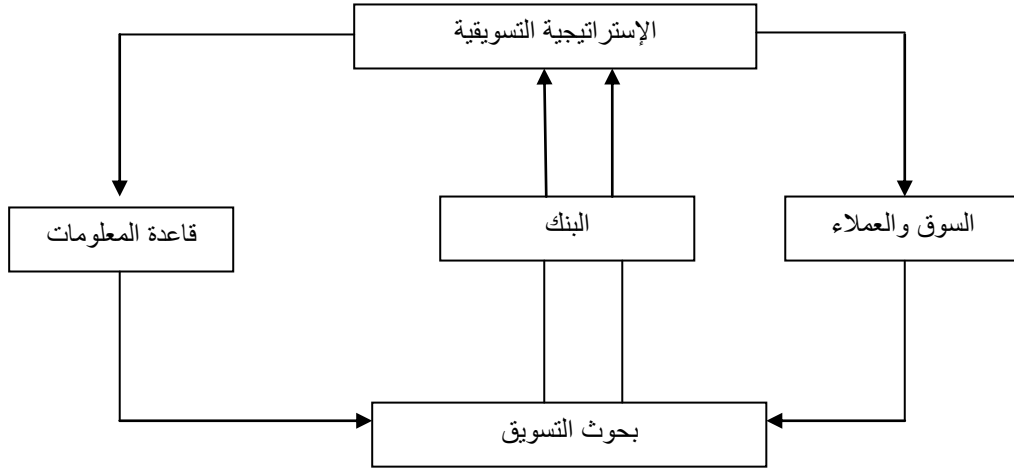 الإستراتيجية التسويقية
السوق والعملاء
البنك
قاعدة المعلومات
بحوث التسويق